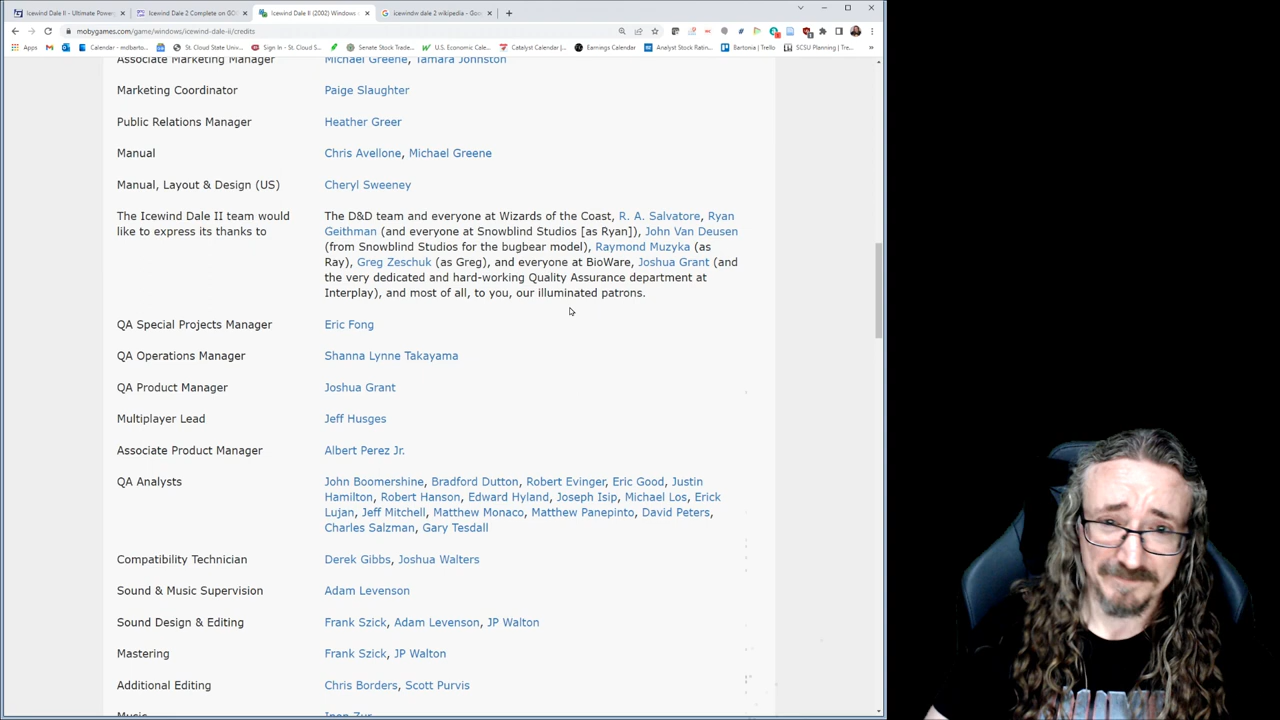 Icewind Dale II - Ultimate Power
Icewind Dale 2 Complete on GO
Icewind Dale II (2002) Windows
icewindw dale 2 wikipedia - Goo
mobygames.com/game/windows/icewind-dale-ii/credits
Apps
Calendar - mdbarto...
St. Cloud State Univ...
Sign In - St. Cloud S...
Senate Stock Trade...
U.S. Economic Cale...
Catalyst Calendar |...
Earnings Calendar
Analyst Stock Ratin...
Bartonia | Trello
SCSU Planning | Tre...
Associate Marketing Manager Michael Greene, Tamara Johnston
Marketing Coordinator Paige Slaughter
Public Relations Manager Heather Greer
Manual Chris Avellone, Michael Greene
Manual, Layout & Design (US) Cheryl Sweeney
The Icewind Dale II team would The D&D team and everyone at Wizards of the Coast, R. A. Salvatore, Ryan
like to express its thanks to Geithman (and everyone at Snowblind Studios [as Ryan]), John Van Deusen
(from Snowblind Studios for the bugbear model), Raymond Muzyka (as
Ray), Greg Zeschuk (as Greg), and everyone at BioWare, Joshua Grant (and
the very dedicated and hard-working Quality Assurance department at
Interplay), and most of all, to you, our illuminated patrons.
QA Special Projects Manager Eric Fong
QA Operations Manager Shanna Lynne Takayama
QA Product Manager Joshua Grant
Multiplayer Lead Jeff Husges
Associate Product Manager Albert Perez Jr.
QA Analysts John Boomershine, Bradford Dutton, Robert Evinger, Eric Good, Justin
Hamilton, Robert Hanson, Edward Hyland, Joseph Isip, Michael Los, Erick
Lujan, Jeff Mitchell, Matthew Monaco, Matthew Panepinto, David Peters,
Charles Salzman, Gary Tesdall
Compatibility Technician Derek Gibbs, Joshua Walters
Sound & Music Supervision Adam Levenson
Sound Design & Editing Frank Szick, Adam Levenson, JP Walton
Mastering Frank Szick, JP Walton
Additional Editing Chris Borders, Scott Purvis
Music Inon Zur